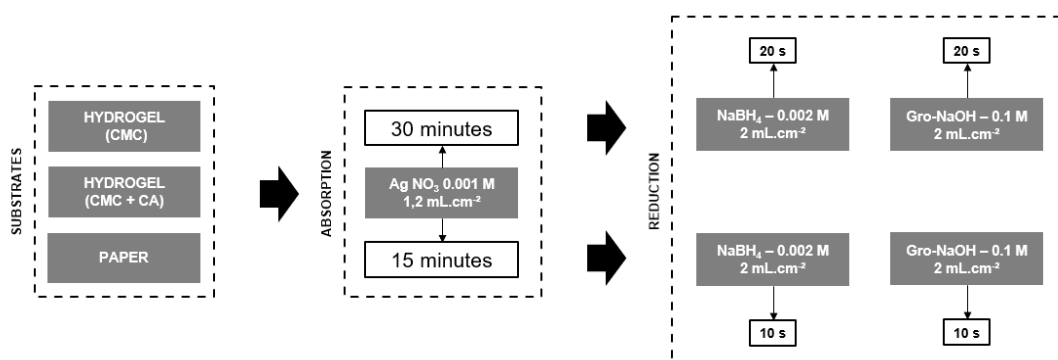 SUBSTRATES
HYDROGEL
(CMC)
HYDROGEL
(CMC + CA)
PAPER
ABSORPTION
30 minutes
Ag NO₃ 0.001 M
1,2 mL.cm⁻²
15 minutes
REDUCTION
20 s
20 s
NaBH₄ – 0.002 M
2 mL.cm⁻²
Gro-NaOH – 0.1 M
2 mL.cm⁻²
NaBH₄ – 0.002 M
2 mL.cm⁻²
Gro-NaOH – 0.1 M
2 mL.cm⁻²
10 s
10 s